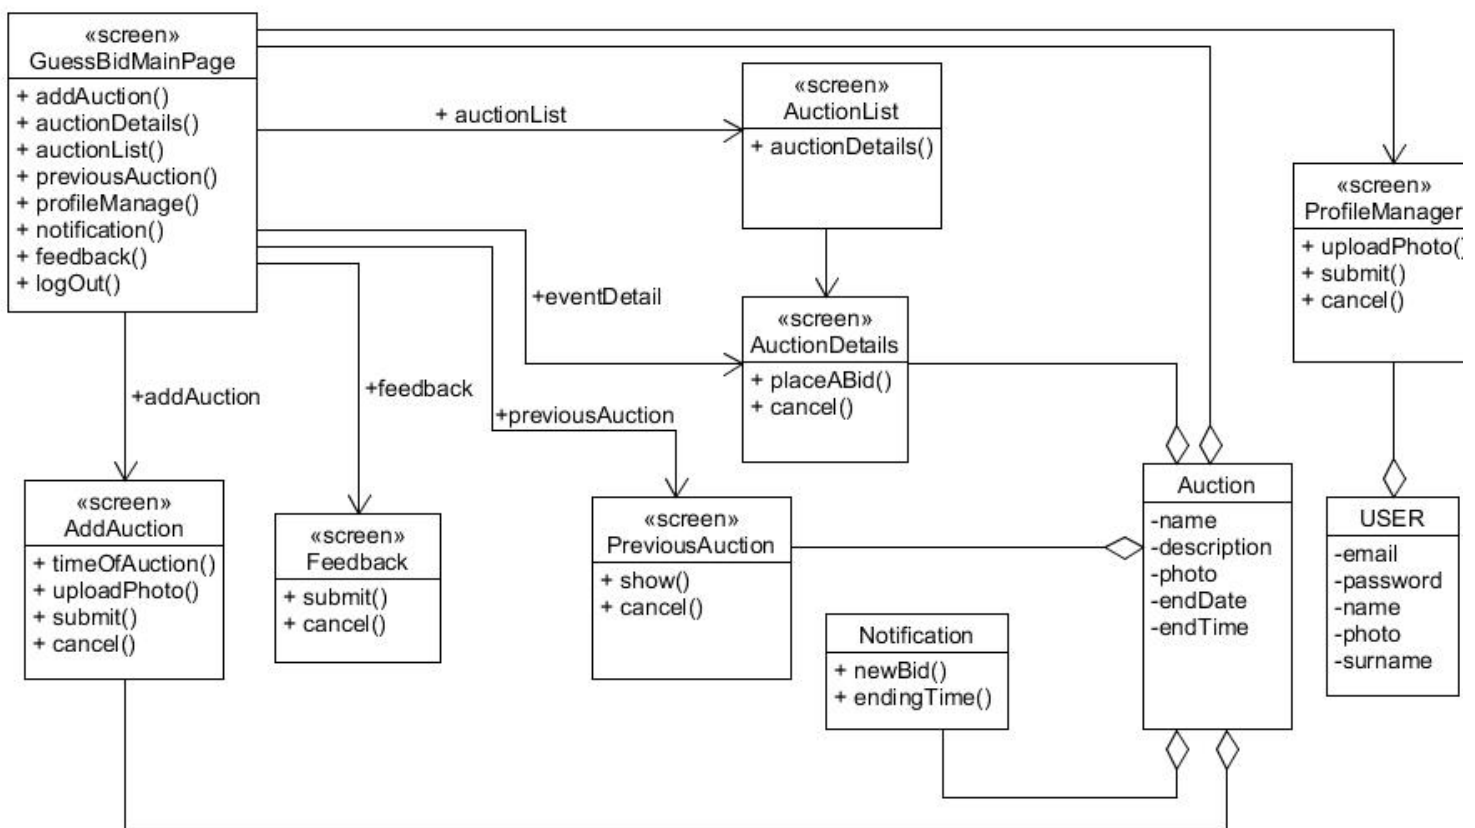 «screen»
GuessBidMainPage
+ addAuction()
+ auctionDetails()
+ auctionList()
+ previousAuction()
+ profileManage()
+ notification()
+ feedback()
+ logOut()
+ auctionList
«screen»
AuctionList
+ auctionDetails()
«screen»
ProfileManager
+ uploadPhoto()
+ submit()
+ cancel()
+eventDetail
«screen»
AuctionDetails
+ placeABid()
+ cancel()
+addAuction
+feedback
+previousAuction
«screen»
AddAuction
+ timeOfAuction()
+ uploadPhoto()
+ submit()
+ cancel()
«screen»
Feedback
+ submit()
+ cancel()
«screen»
PreviousAuction
+ show()
+ cancel()
Notification
+ newBid()
+ endingTime()
Auction
-name
-description
-photo
-endDate
-endTime
USER
-email
-password
-name
-photo
-surname